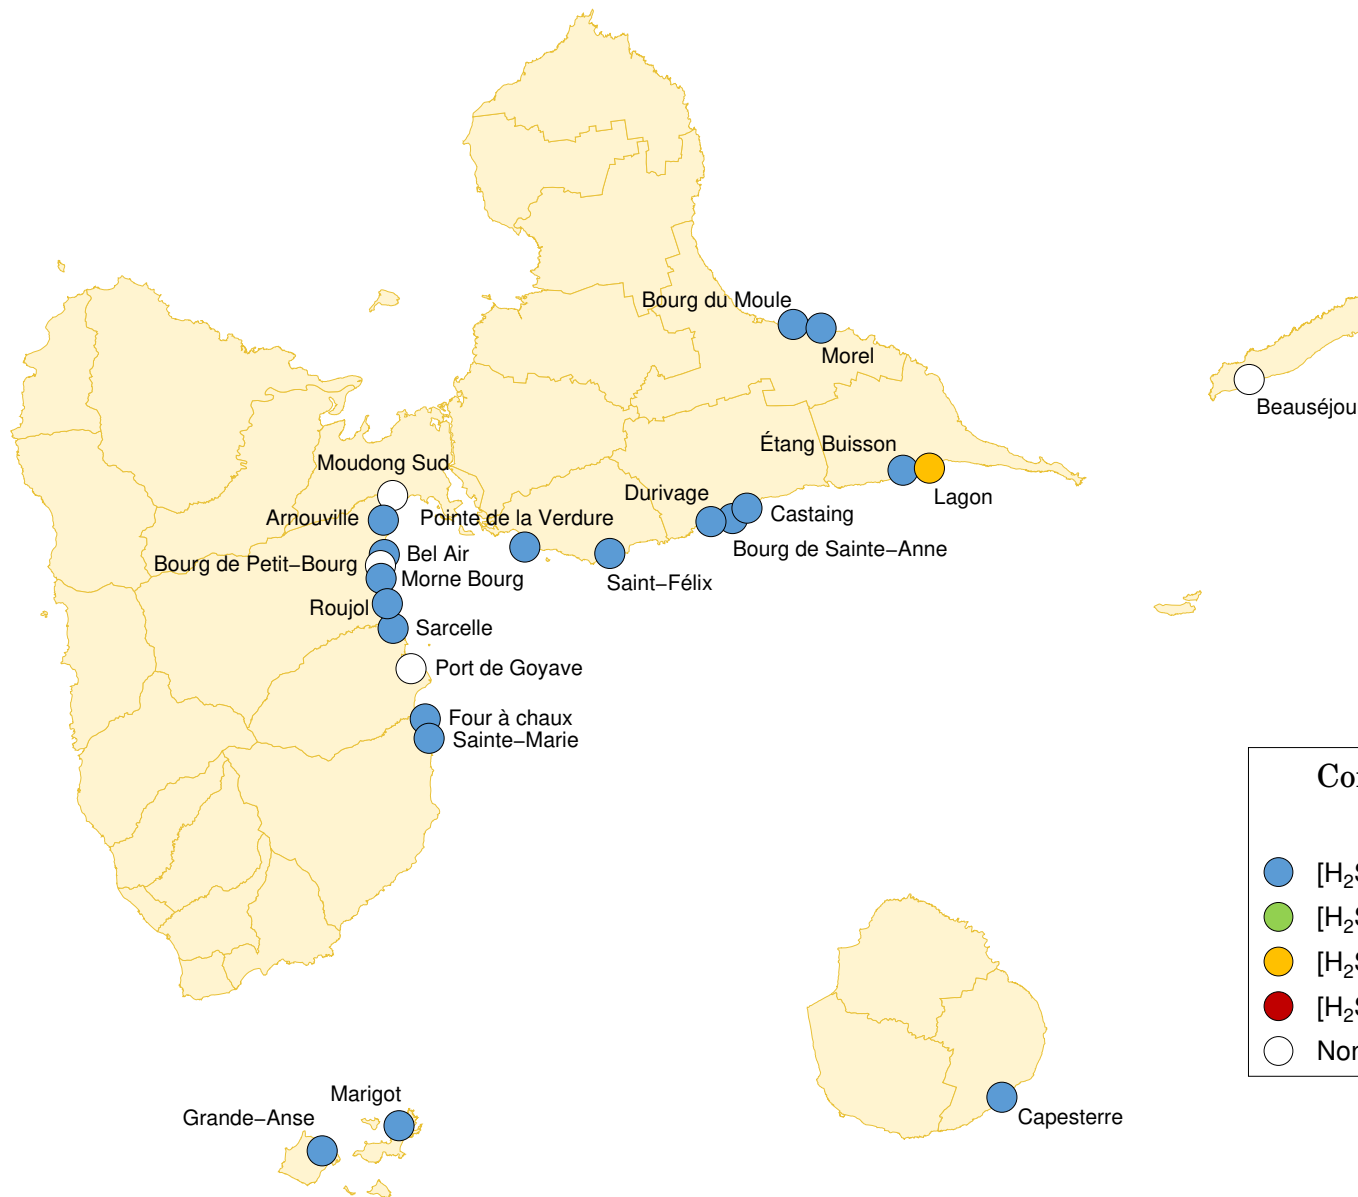 Bourg du Moule
Morel
Beauséjou
Étang Buisson
Lagon
Moudong Sud
Durivage
Castaing
Arnouville
Pointe de la Verdure
Bourg de Sainte−Anne
Bel Air
Bourg de Petit−Bourg
Morne Bourg
Saint−Félix
Roujol
Sarcelle
Port de Goyave
Four à chaux
Sainte−Marie
Con
[H₂S
[H₂S
[H₂S
[H₂S
Non
Marigot
Grande−Anse
Capesterre